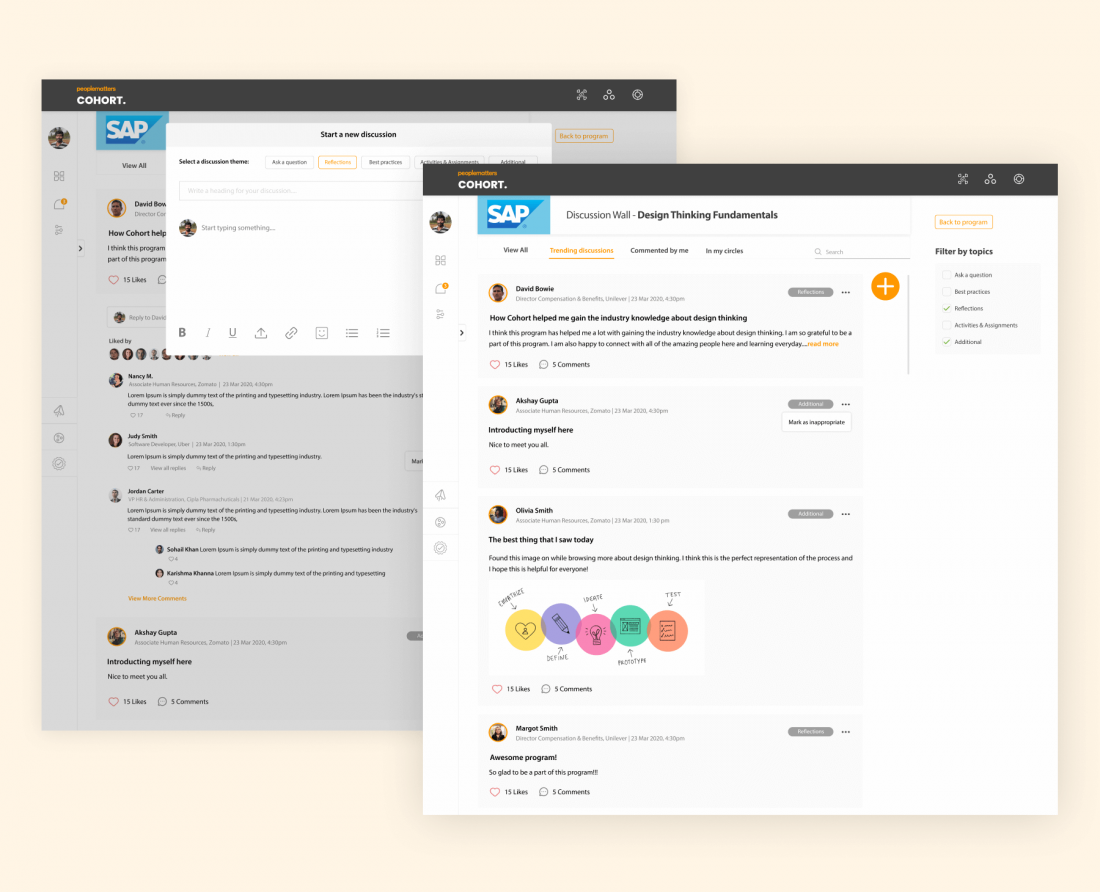 peoplematters
COHORT.
SAP
Start a new discussion
Back to program
Select a discussion theme:
Ask a question
Reflections
Best practices
Activities & Assignments
Additional
View All
Write a heading for your discussion...
Start typing something...
David Bow
Director Co
How Cohort help
I think this program
part of this program.
15 Likes
Reply to David
B
I
U
Liked by
Nancy M.
Associate Human Resources, Zomato | 23 Mar 2020, 4:30pm
Lorem Ipsum is simply dummy text of the printing and typesetting industry. Lorem Ipsum has been the industry's st
dummy text ever since the 1500s,
17
Reply
Judy Smith
Software Developer, Uber | 23 Mar 2020, 1:30pm
Lorem Ipsum is simply dummy text of the printing and typesetting industry.
Mar
17
View all replies
Reply
Jordan Carter
VP HR & Administration, Cipla Pharmachuticals | 21 Mar 2020, 4:23pm
Lorem Ipsum is simply dummy text of the printing and typesetting industry. Lorem Ipsum has been the industry's
standard dummy text ever since the 1500s,
17
View all replies
Reply
Sohail Khan Lorem Ipsum is simply dummy text of the printing and typesetting industry
4
Karishma Khanna Lorem Ipsum is simply dummy text of the printing and typesetting
4
View More Comments
Akshay Gupta
Associate Human Resources, Zomato | 23 Mar 2020, 4:30pm
Introducting myself here
Nice to meet you all.
15 Likes
5 Comments
peoplematters
COHORT.
SAP
Discussion Wall - Design Thinking Fundamentals
Back to program
View All
Trending discussions
Commented by me
In my circles
Search
Filter by topics
Ask a question
Best practices
Reflections
Activities & Assignments
Additional
David Bowie
Director Compensation & Benefits, Unilever | 23 Mar 2020, 4:30pm
Reflections
How Cohort helped me gain the industry knowledge about design thinking
I think this program has helped me a lot with gaining the industry knowledge about design thinking. I am so grateful to be a
part of this program. I am also happy to connect with all of the amazing people here and learning everyday....read more
15 Likes
5 Comments
Akshay Gupta
Associate Human Resources, Zomato | 23 Mar 2020, 4:30pm
Additional
Mark as inappropriate
Introducting myself here
Nice to meet you all.
15 Likes
5 Comments
Olivia Smith
Associate Human Resources, Zomato | 23 Mar 2020, 1:30 pm
Additional
The best thing that I saw today
Found this image on while browsing more about design thinking. I think this is the perfect representation of the process and
I hope this is helpful for everyone!
EMPATHIZE
IDEATE
TEST
DEFINE
PROTOTYPE
15 Likes
5 Comments
Margot Smith
Director Compensation & Benefits, Unilever | 23 Mar 2020, 4:30pm
Reflections
Awesome program!
So glad to be a part of this program!!!
15 Likes
5 Comments